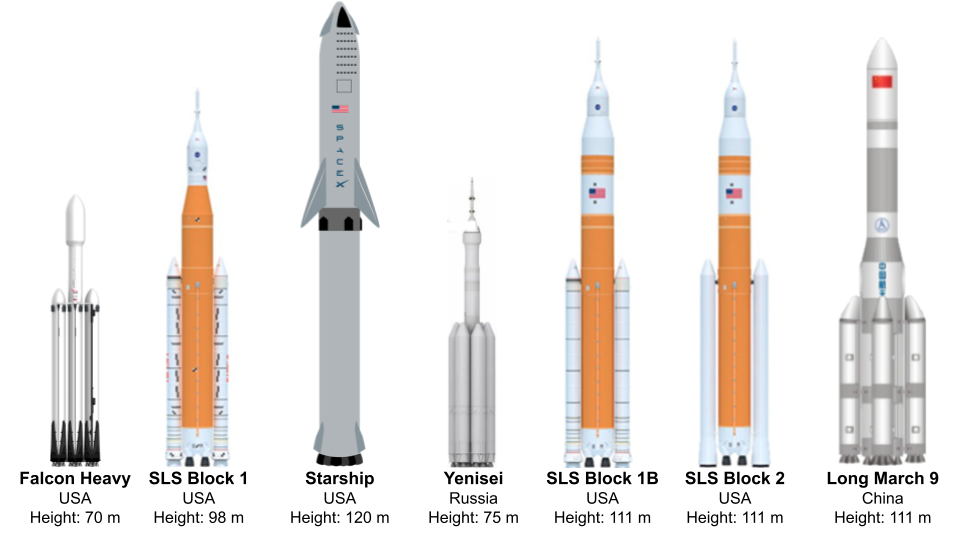 SPACEX
Falcon Heavy
USA
Height: 70 m
SLS Block 1
USA
Height: 98 m
Starship
USA
Height: 120 m
Yenisei
Russia
Height: 75 m
SLS Block 1B
USA
Height: 111 m
SLS Block 2
USA
Height: 111 m
Long March 9
China
Height: 111 m